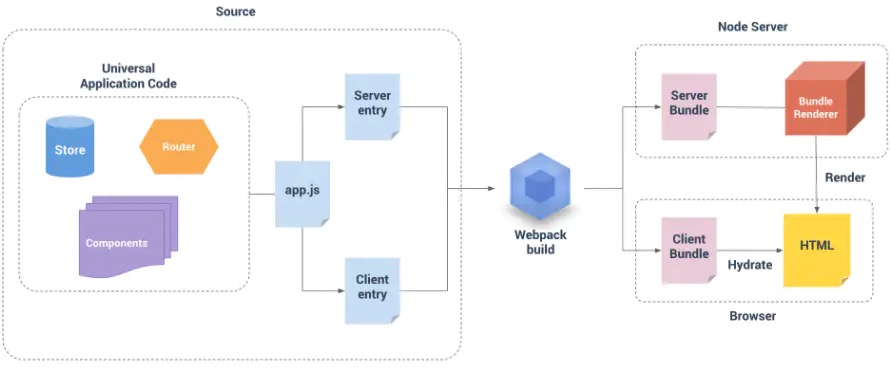 Source
Universal
Application Code
Store
Router
Components
app.js
Server
entry
Client
entry
Webpack
build
Node Server
Server
Bundle
Bundle
Renderer
Render
Client
Bundle
Hydrate
HTML
Browser